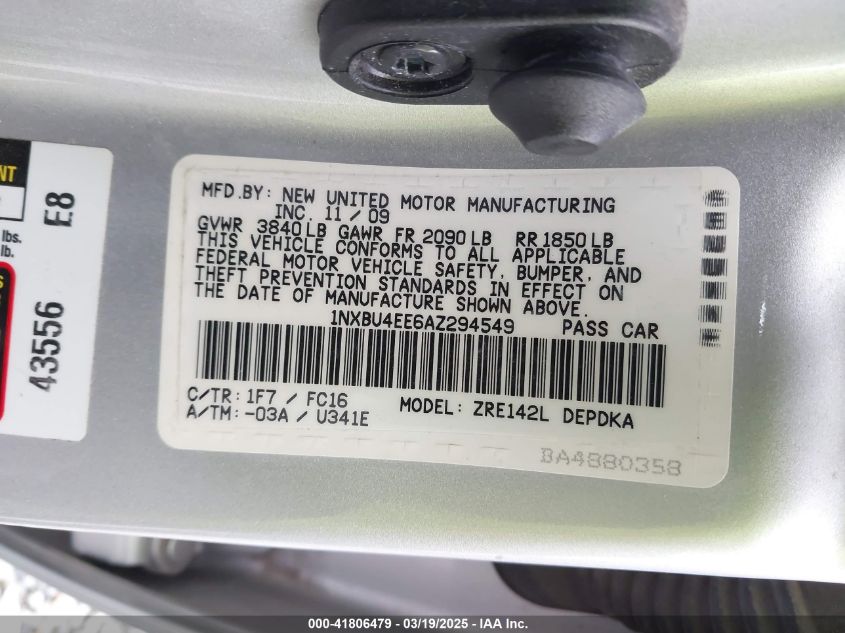 NT
lbs.
lb.
E8
43556
MFD.BY: NEW UNITED MOTOR MANUFACTURING
INC. 11 / 09
GVWR 3840 LB GAWR FR 2090 LB RR 1850 LB
THIS VEHICLE CONFORMS TO ALL APPLICABLE
FEDERAL MOTOR VEHICLE SAFETY, BUMPER, AND
THEFT PREVENTION STANDARDS IN EFFECT ON
THE DATE OF MANUFACTURE SHOWN ABOVE.
1NXBU4EE6AZ294549 PASS CAR
C/TR: 1F7 / FC16
A/TM: -03A / U341E
MODEL: ZRE142L DEPDKA
BA4880358
000-41806479 - 03/19/2025 - IAA Inc.